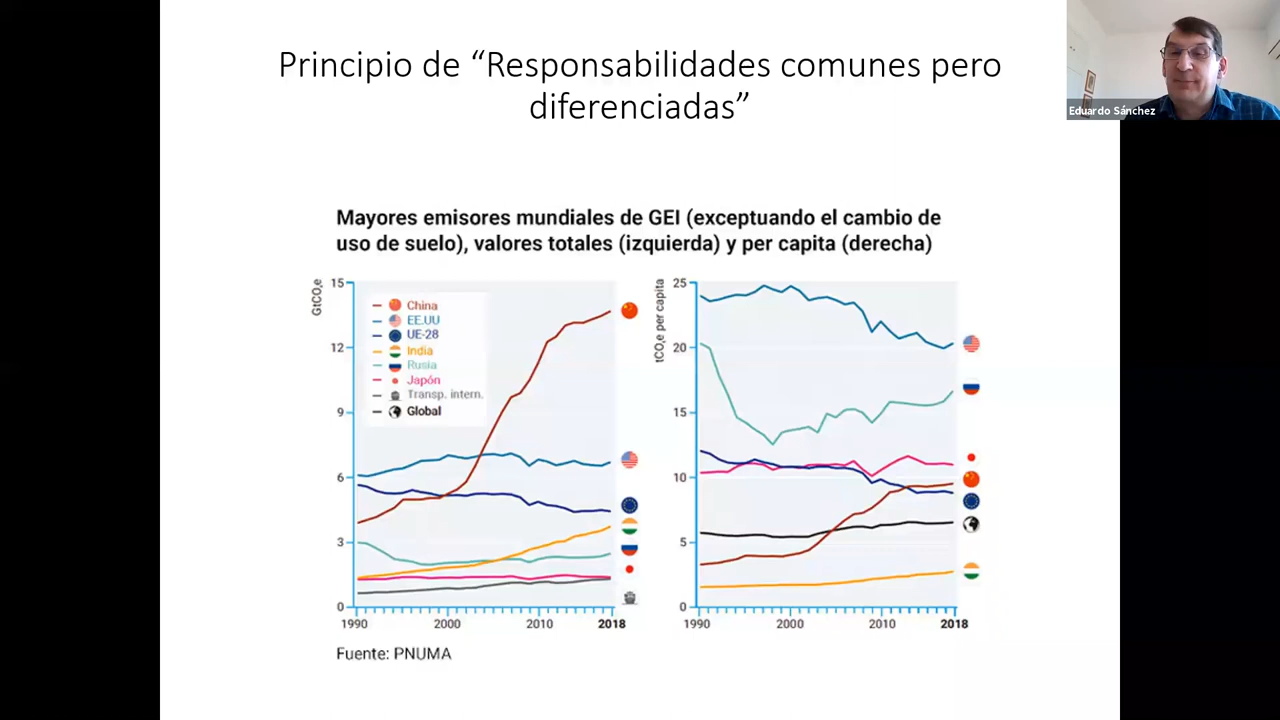 Principio de “Responsabilidades comunes pero
diferenciadas”
Eduardo Sánchez
Mayores emisores mundiales de GEI (exceptuando el cambio de
uso de suelo), valores totales (izquierda) y per capita (derecha)
GtCO₂e
15
12
9
6
3
0
China
EE.UU
UE-28
India
Rusia
Japón
Transp. intern.
Global
1990
2000
2010
2018
tCO₂e per capita
25
20
15
10
5
0
1990
2000
2010
2018
Fuente: PNUMA